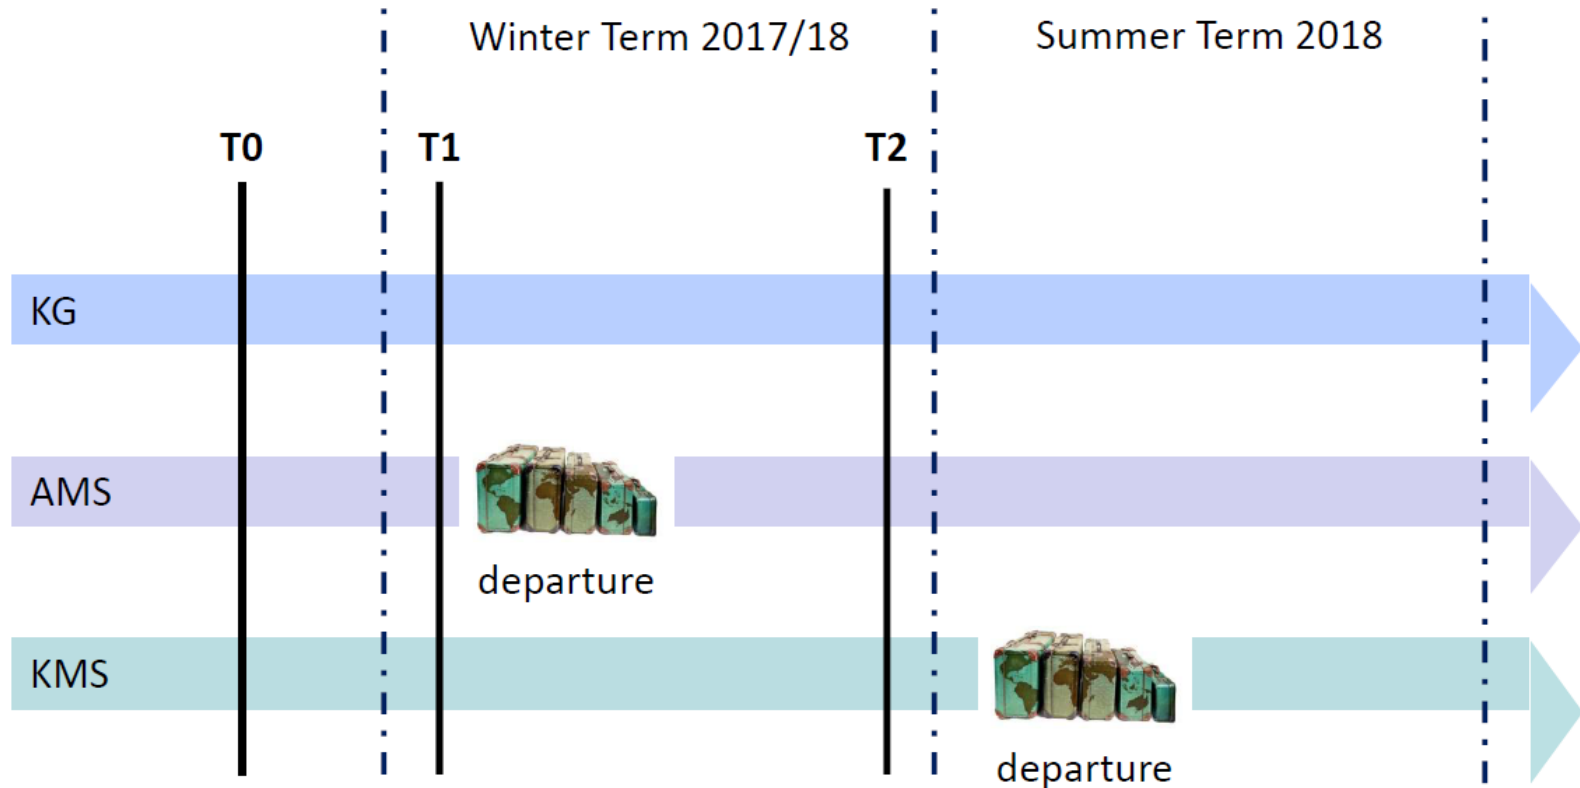 Winter Term 2017/18
Summer Term 2018
T0
T1
T2
KG
AMS
departure
KMS
departure